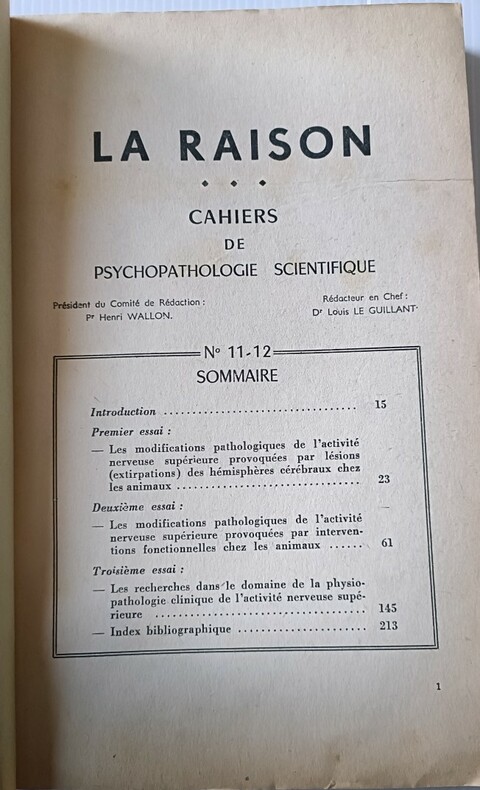 LA RAISON
CAHIERS
DE
PSYCHOPATHOLOGIE SCIENTIFIQUE
Président du Comité de Rédaction :
Pr Henri WALLON.
Rédacteur en Chef :
Dr Louis LE GUILLANT
No 11-12
SOMMAIRE
Introduction .................................. 15
Premier essai :
— Les modifications pathologiques de l'activité
nerveuse supérieure provoquées par lésions
(extirpations) des hémisphères cérébraux chez
les animaux ................................ 23
Deuxième essai :
— Les modifications pathologiques de l'activité
nerveuse supérieure provoquées par interven-
tions fonctionnelles chez les animaux ...... 61
Troisième essai :
— Les recherches dans le domaine de la physio-
pathologie clinique de l'activité nerveuse supé-
rieure .................................... 145
— Index bibliographique ...................... 213
1